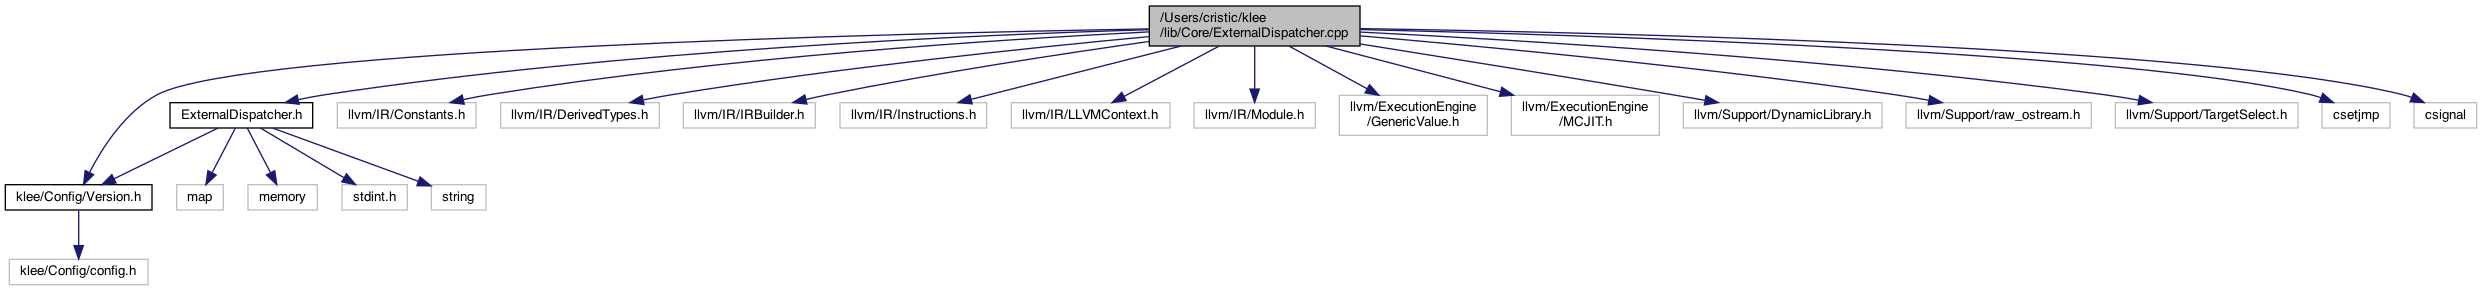 /Users/cristic/klee
/lib/Core/ExternalDispatcher.cpp
ExternalDispatcher.h
llvm/IR/Constants.h
llvm/IR/DerivedTypes.h
llvm/IR/IRBuilder.h
llvm/IR/Instructions.h
llvm/IR/LLVMContext.h
llvm/IR/Module.h
llvm/ExecutionEngine
/GenericValue.h
llvm/ExecutionEngine
/MCJIT.h
llvm/Support/DynamicLibrary.h
llvm/Support/raw_ostream.h
llvm/Support/TargetSelect.h
csetjmp
csignal
klee/Config/Version.h
map
memory
stdint.h
string
klee/Config/config.h